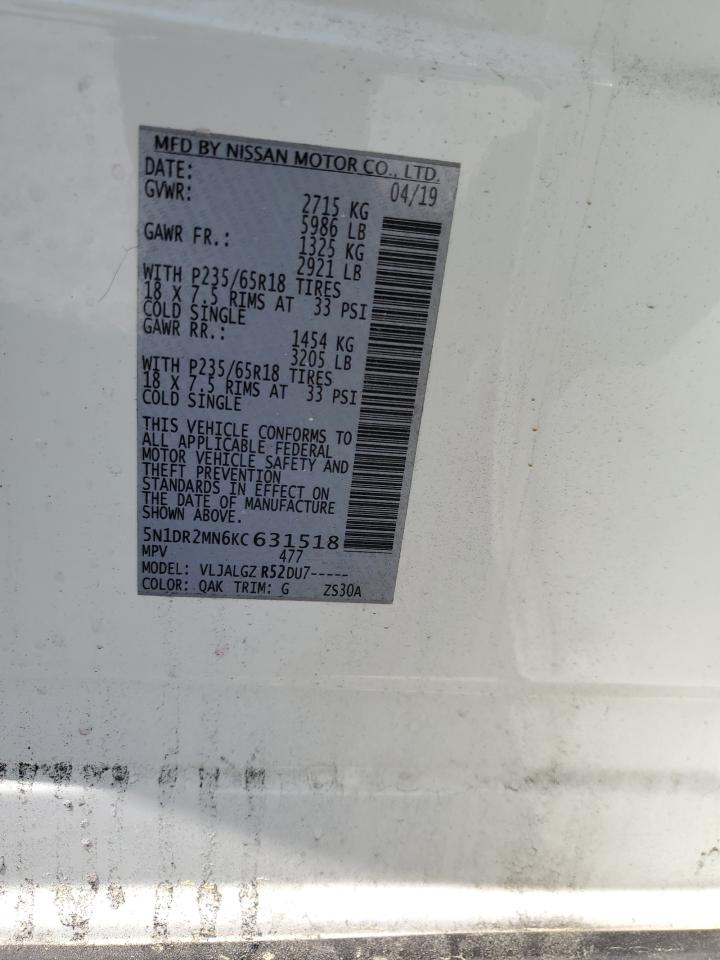 MFD BY NISSAN MOTOR CO., LTD.
DATE: 04/19
GVWR: 2715 KG
5986 LB
GAWR FR.: 1325 KG
2921 LB
WITH P235/65R18 TIRES
18 X 7.5 RIMS AT 33 PSI
COLD SINGLE
GAWR RR.: 1454 KG
3205 LB
WITH P235/65R18 TIRES
18 X 7.5 RIMS AT 33 PSI
COLD SINGLE
THIS VEHICLE CONFORMS TO
ALL APPLICABLE FEDERAL
MOTOR VEHICLE SAFETY AND
THEFT PREVENTION
STANDARDS IN EFFECT ON
THE DATE OF MANUFACTURE
SHOWN ABOVE.
5N1DR2MN6KC631518
MPV 477
MODEL: VLJALGZ R52DU7-----
COLOR: QAK TRIM: G ZS30A